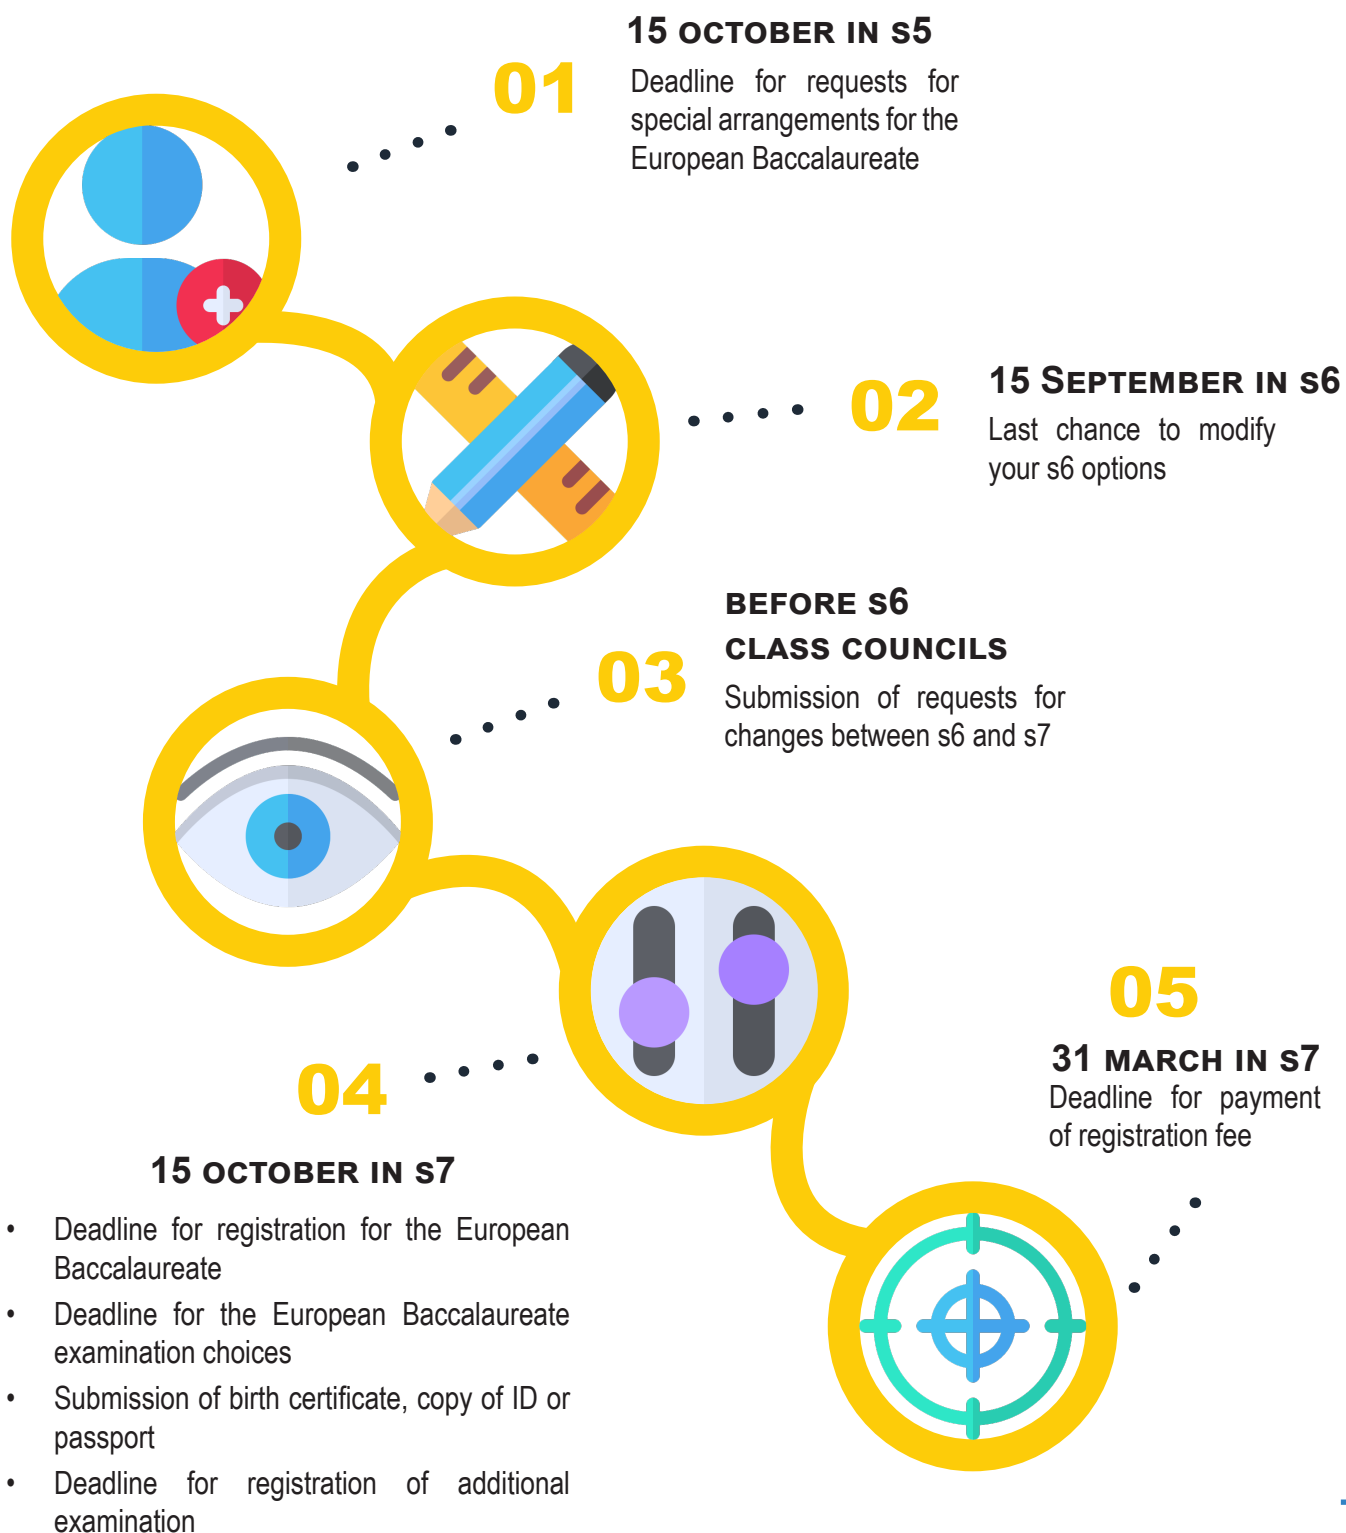 01
15 OCTOBER IN S5
Deadline for requests for
special arrangements for the
European Baccalaureate
02
15 SEPTEMBER IN S6
Last chance to modify
your s6 options
03
BEFORE S6
CLASS COUNCILS
Submission of requests for
changes between s6 and s7
04
15 OCTOBER IN S7
• Deadline for registration for the European
Baccalaureate
• Deadline for the European Baccalaureate
examination choices
• Submission of birth certificate, copy of ID or
passport
• Deadline for registration of additional
examination
05
31 MARCH IN S7
Deadline for payment
of registration fee